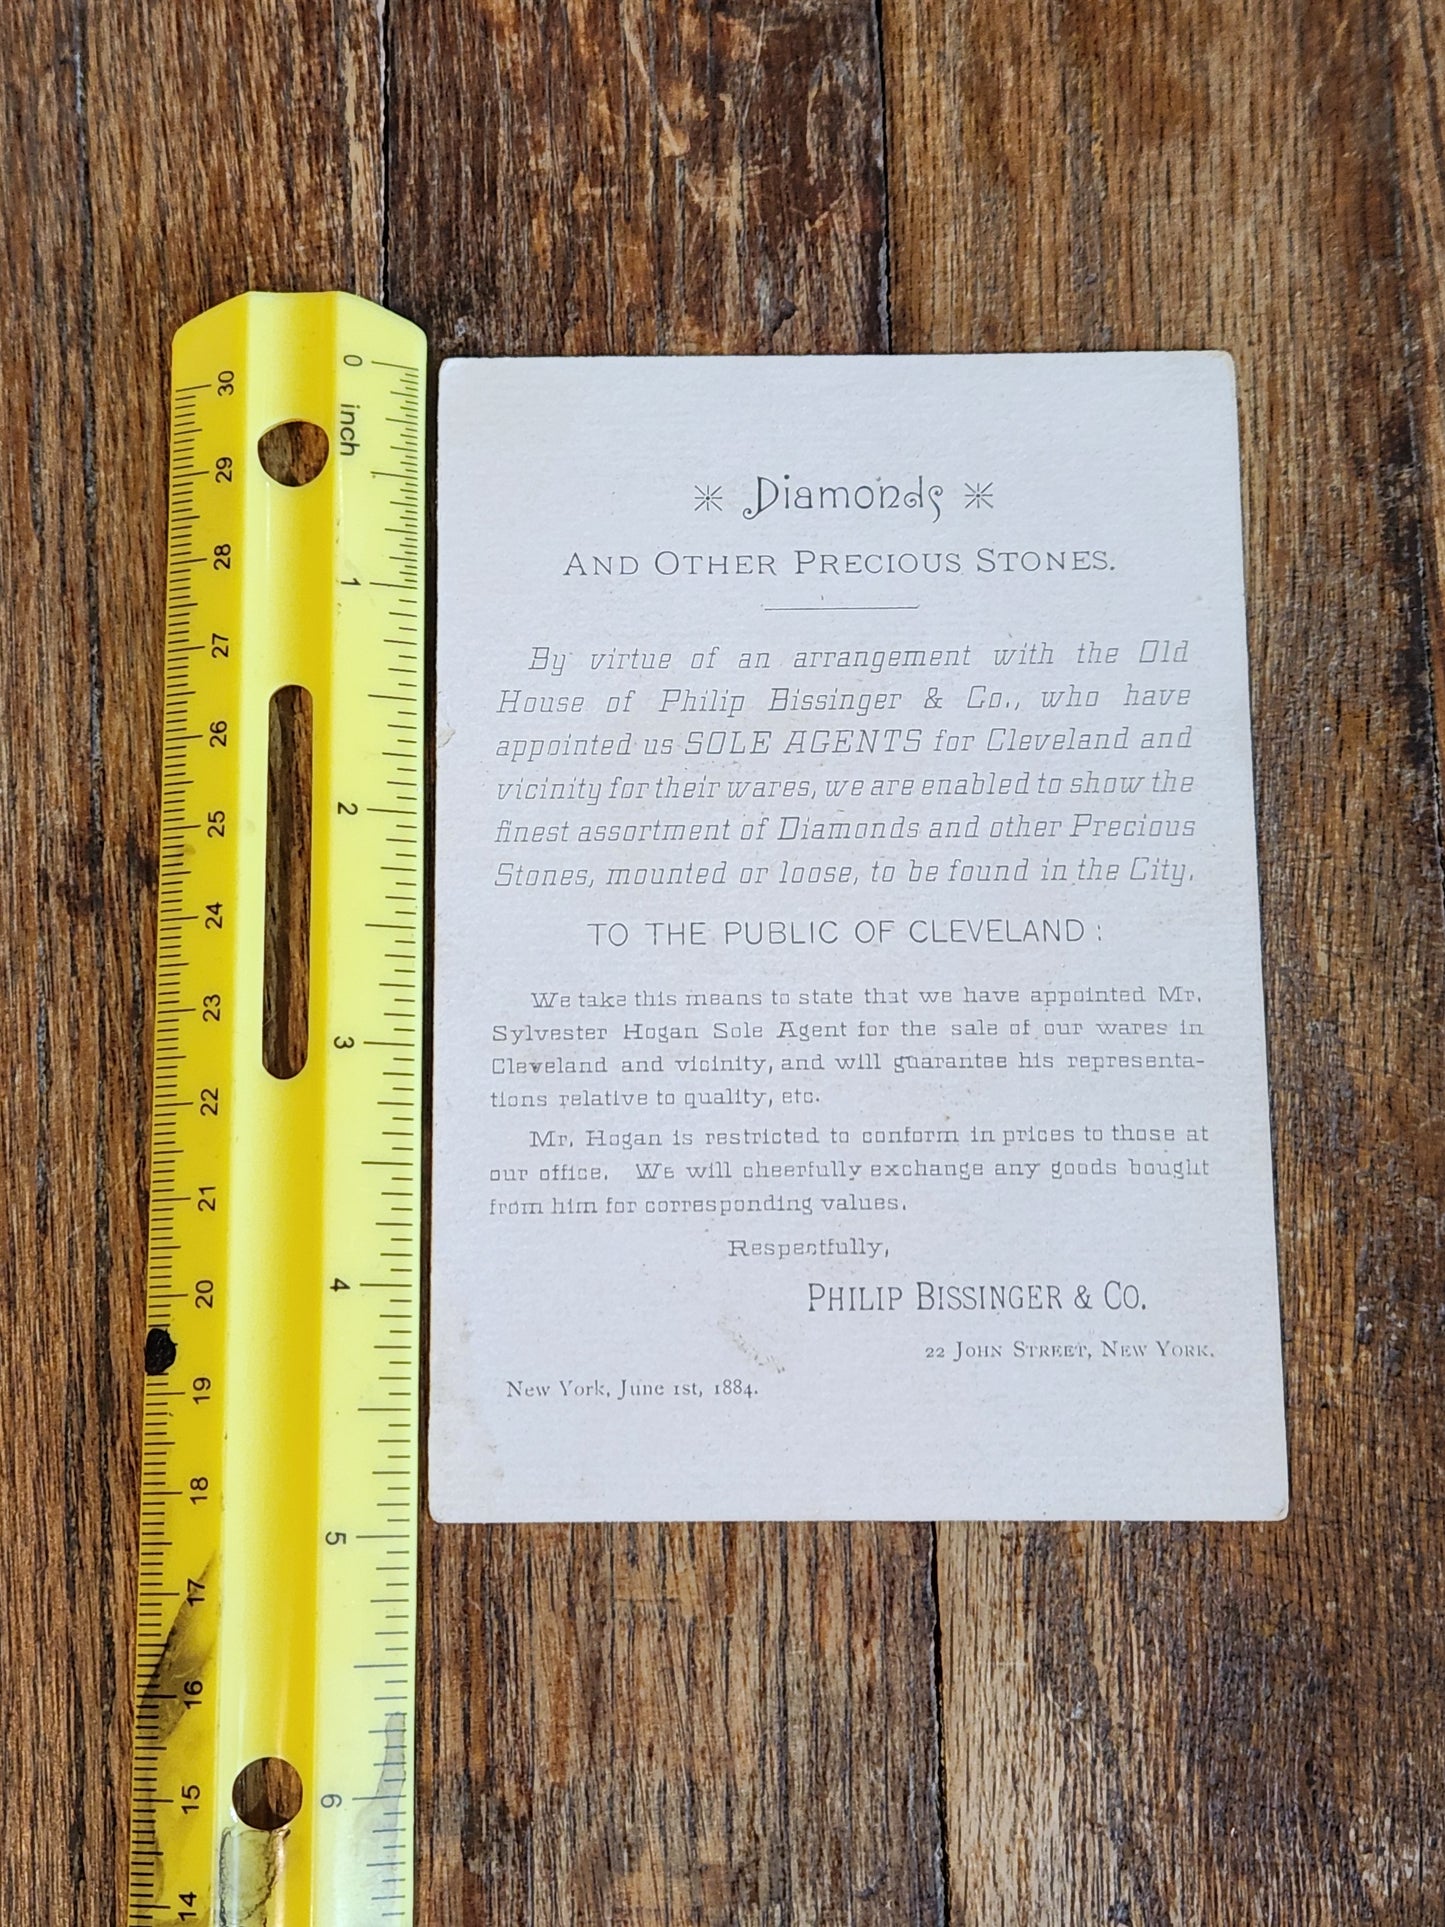 Diamonds
AND OTHER PRECIOUS STONES.
By virtue of an arrangement with the Old
House of Philip Bissinger & Co., who have
appointed us SOLE AGENTS for Cleveland and
vicinity for their wares, we are enabled to show the
finest assortment of Diamonds and other Precious
Stones, mounted or loose, to be found in the City.
TO THE PUBLIC OF CLEVELAND:
We take this means to state that we have appointed Mr.
Sylvester Hogan Sole Agent for the sale of our wares in
Cleveland and vicinity, and will guarantee his representa-
tions relative to quality, etc.
Mr. Hogan is restricted to conform in prices to those at
our office. We will cheerfully exchange any goods bought
from him for corresponding values.
Respectfully,
PHILIP BISSINGER & CO.
22 JOHN STREET, NEW YORK.
New York, June 1st, 1884.
0 inch 1 2 3 4 5 6
30 29 28 27 26 25 24 23 22 21 20 19 18 17 16 15 14